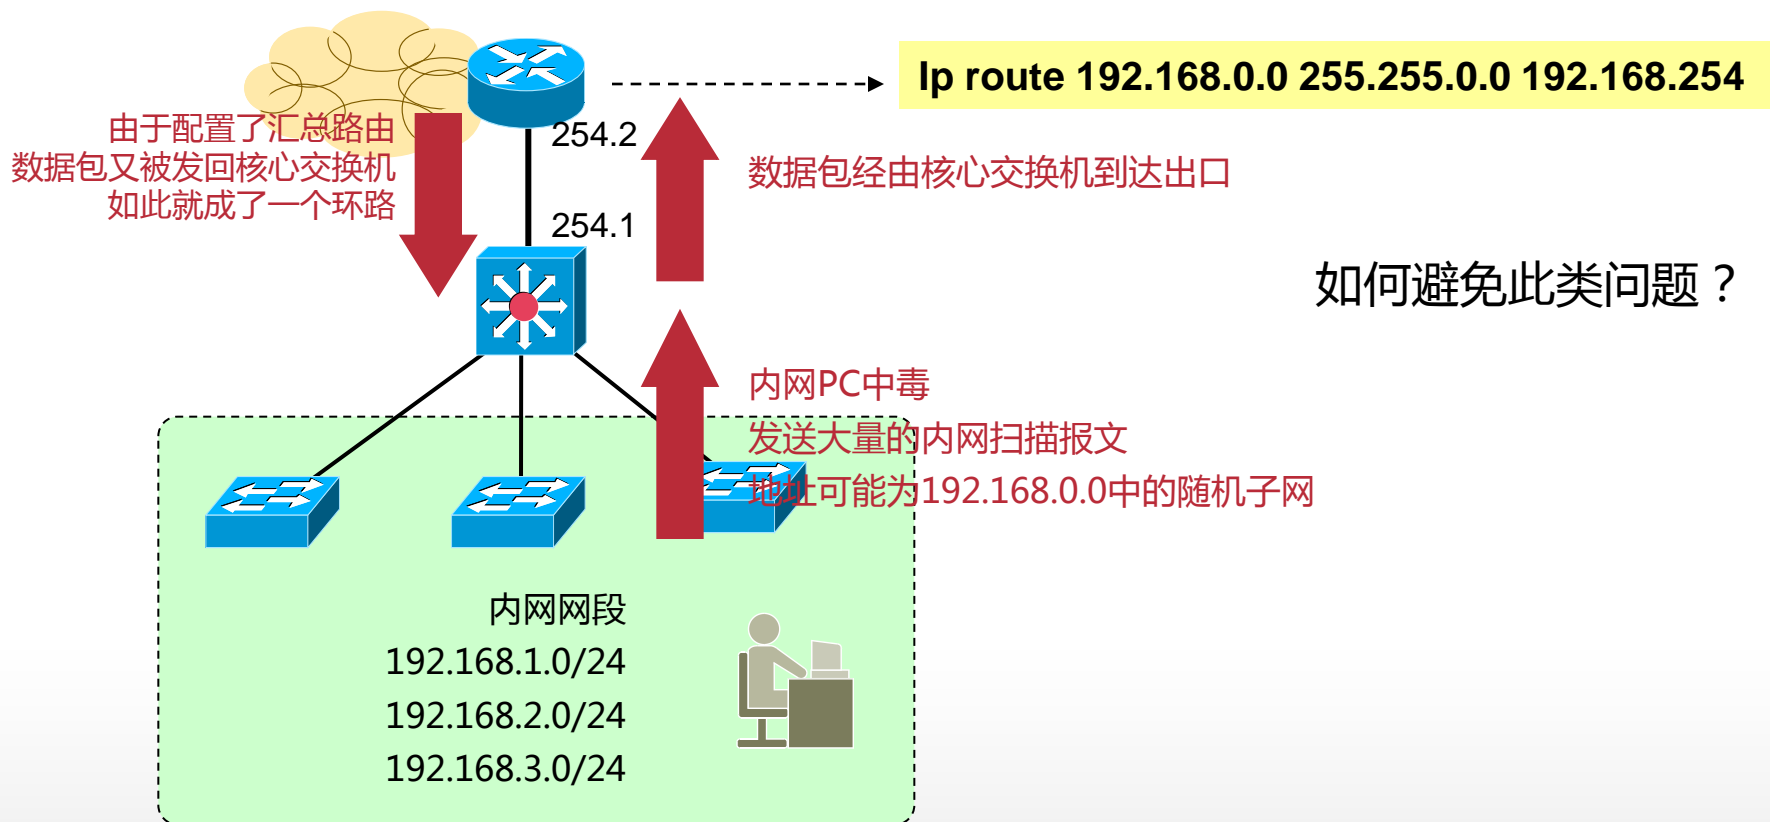 Ip route 192.168.0.0 255.255.0.0 192.168.254
由于配置了汇总路由
数据包又被发回核心交换机
如此就成了一个环路
254.2
数据包经由核心交换机到达出口
254.1
如何避免此类问题？
内网PC中毒
发送大量的内网扫描报文
地址可能为192.168.0.0中的随机子网
内网网段
192.168.1.0/24
192.168.2.0/24
192.168.3.0/24